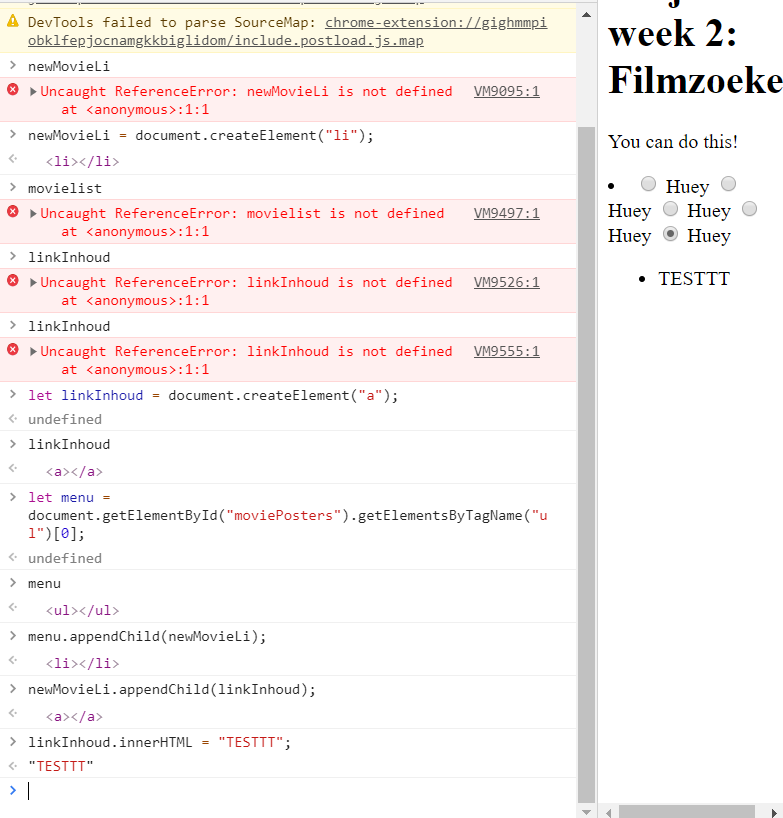 DevTools failed to parse SourceMap: chrome-extension://gighmmpi
obklfepjocnamgkkbiglidom/include.postload.js.map
> newMovieLi
Uncaught ReferenceError: newMovieLi is not defined VM9095:1
at <anonymous>:1:1
> newMovieLi = document.createElement("li");
<li></li>
> movielist
Uncaught ReferenceError: movielist is not defined VM9497:1
at <anonymous>:1:1
> linkInhoud
Uncaught ReferenceError: linkInhoud is not defined VM9526:1
at <anonymous>:1:1
> linkInhoud
Uncaught ReferenceError: linkInhoud is not defined VM9555:1
at <anonymous>:1:1
> let linkInhoud = document.createElement("a");
undefined
> linkInhoud
<a></a>
> let menu =
document.getElementById("moviePosters").getElementsByTagName("u
l")[0];
undefined
> menu
<ul></ul>
> menu.appendChild(newMovieLi);
<li></li>
> newMovieLi.appendChild(linkInhoud);
<a></a>
> linkInhoud.innerHTML = "TESTTT";
"TESTTT"
>
week 2:
Filmzoeke
You can do this!
• Huey
Huey Huey
Huey Huey
• TESTTT